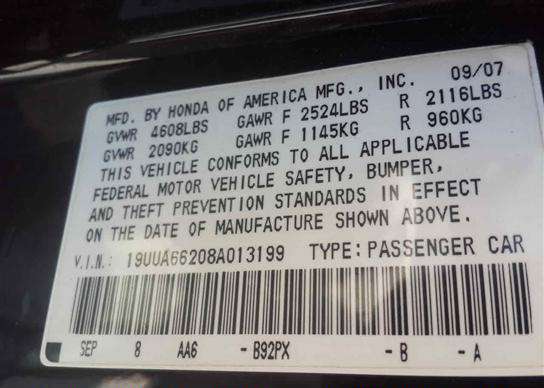 MFD. BY HONDA OF AMERICA MFG., INC. 09/07
GVWR 4608LBS GAWR F 2524LBS R 2116LBS
GVWR 2090KG GAWR F 1145KG R 960KG
THIS VEHICLE CONFORMS TO ALL APPLICABLE
FEDERAL MOTOR VEHICLE SAFETY, BUMPER,
AND THEFT PREVENTION STANDARDS IN EFFECT
ON THE DATE OF MANUFACTURE SHOWN ABOVE.
V.I.N.: 19UUA66208A013199 TYPE: PASSENGER CAR
SEP 8 AA6 - B92PX - B - A